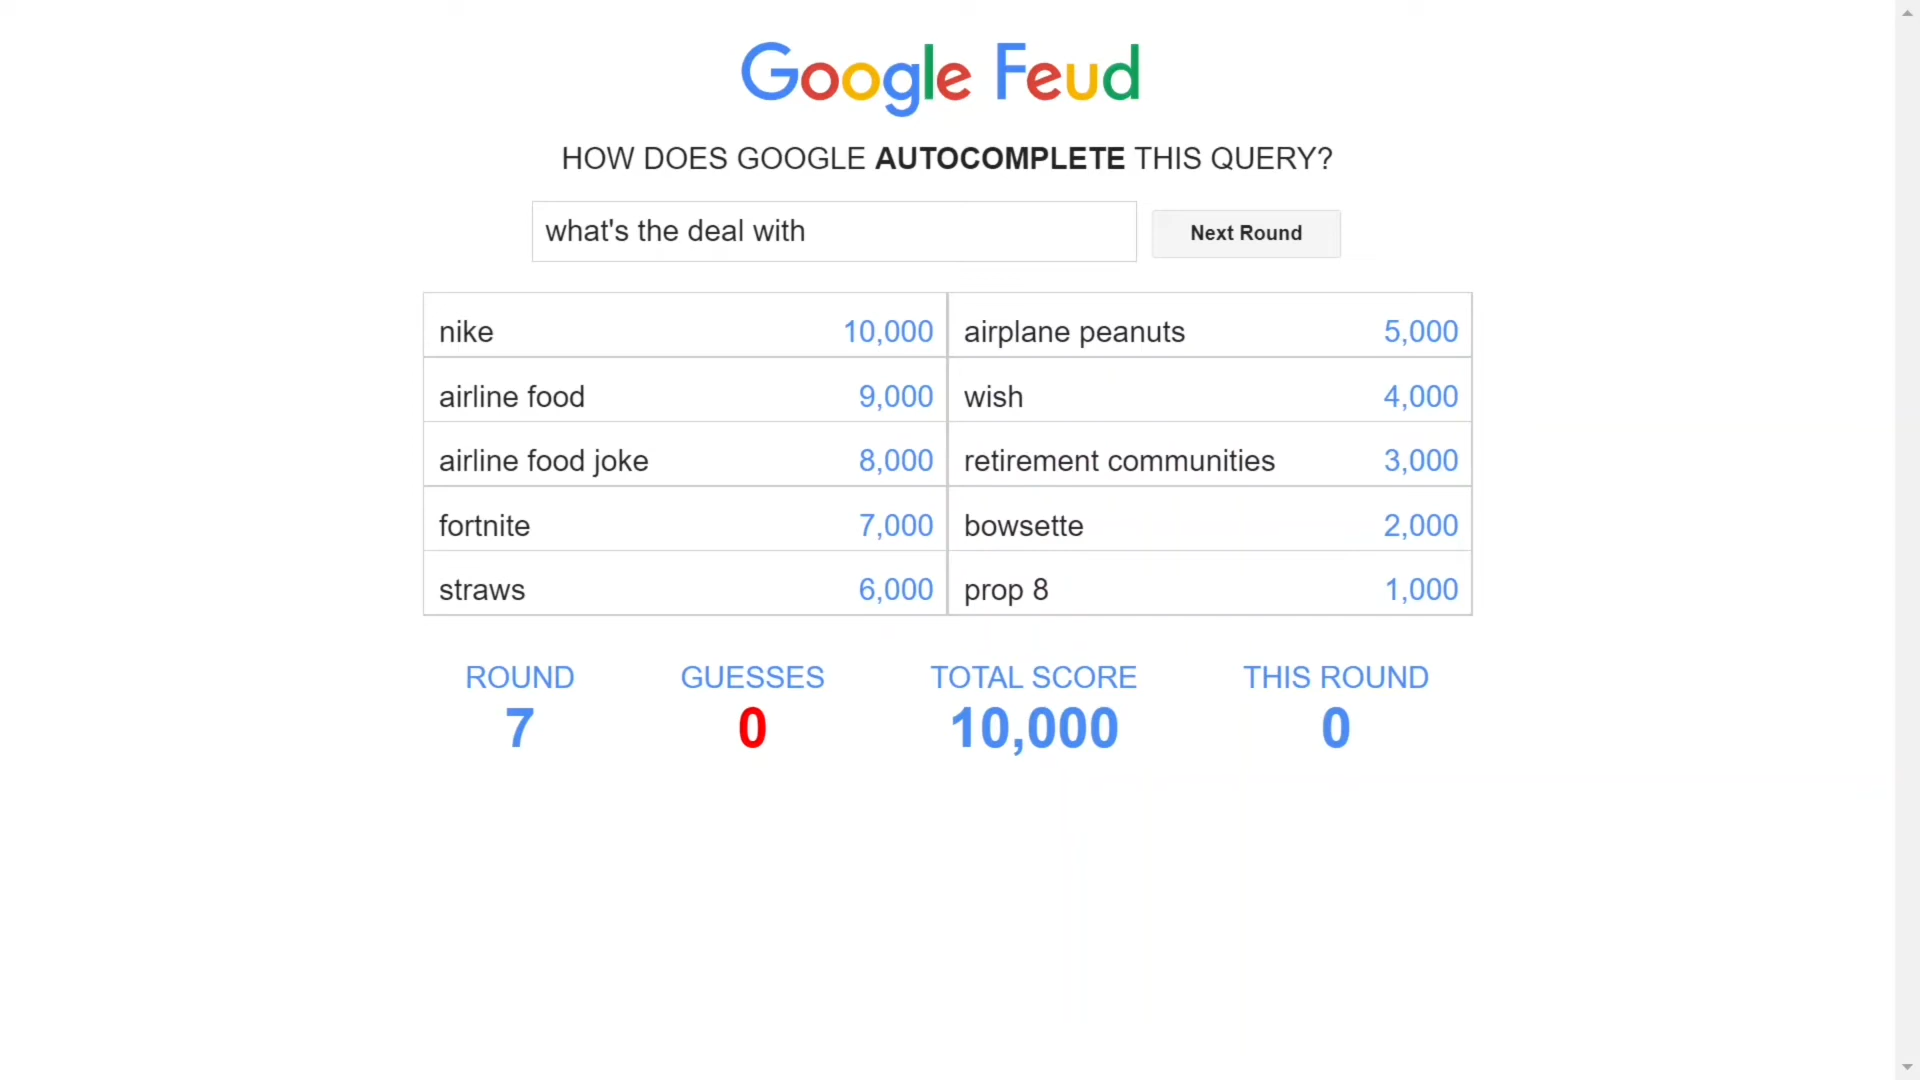 Google Feud
HOW DOES GOOGLE AUTOCOMPLETE THIS QUERY?
what's the deal with
Next Round
nike 10,000
airline food 9,000
airline food joke 8,000
fortnite 7,000
straws 6,000
airplane peanuts 5,000
wish 4,000
retirement communities 3,000
bowsette 2,000
prop 8 1,000
ROUND
7
GUESSES
0
TOTAL SCORE
10,000
THIS ROUND
0